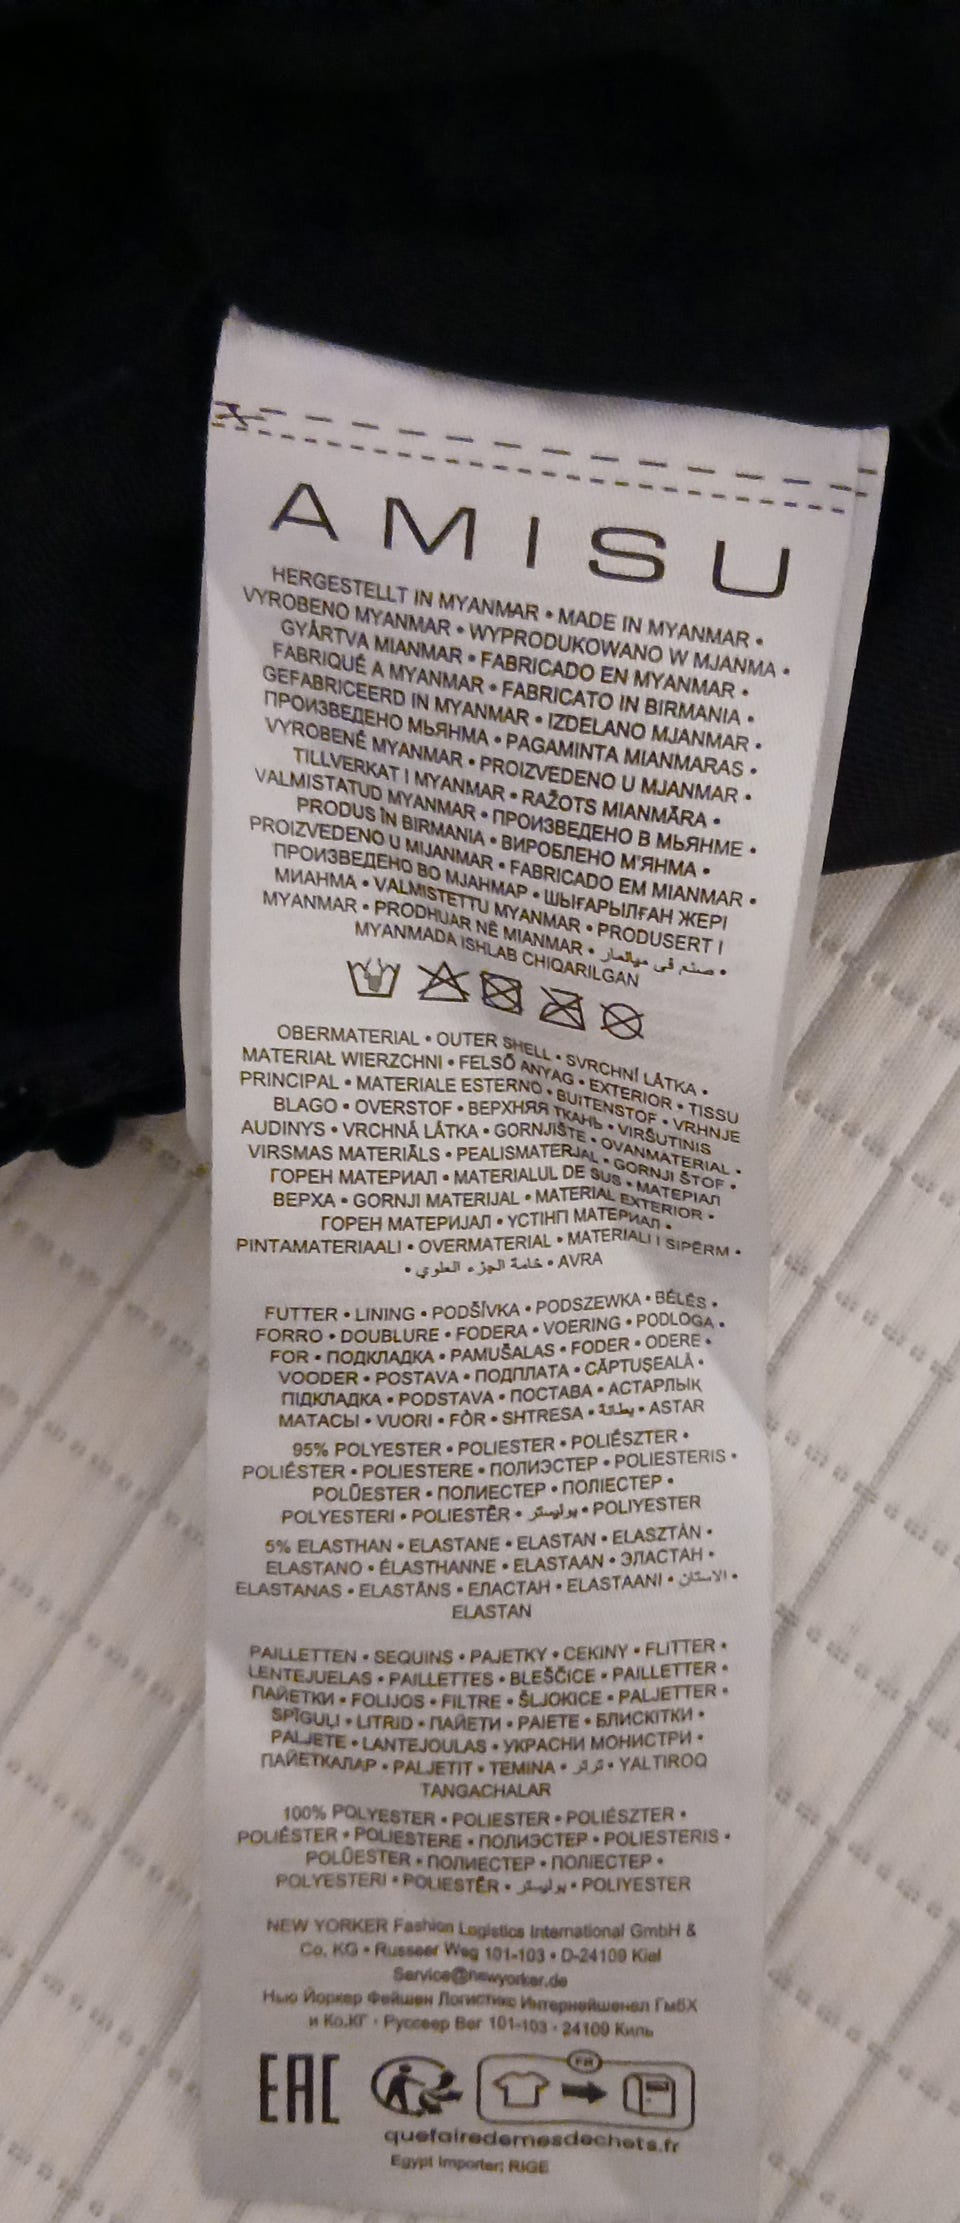 AMISU
HERGESTELLT IN MYANMAR • MADE IN MYANMAR •
VYROBENO MYANMAR • WYPRODUKOWANO W MJANMA •
GYÁRTVA MIANMAR • FABRICADO EN MYANMAR •
FABRIQUÉ A MYANMAR • FABRICATO IN BIRMANIA •
GEFABRICEERD IN MYANMAR • IZDELANO MJANMAR •
ПРОИЗВЕДЕНО МЬЯНМА • PAGAMINTA MIANMARAS •
VYROBENÉ MYANMAR • PROIZVEDENO U MJANMAR •
TILLVERKAT I MYANMAR • RAŽOTS MIANMĀRA •
VALMISTATUD MYANMAR • ПРОИЗВЕДЕНО В МЬЯНМЕ •
PRODUS ÎN BIRMANIA • ВИРОБЛЕНО М'ЯНМА •
PROIZVEDENO U MIJANMAR • FABRICADO EM MIANMAR •
ПРОИЗВЕДЕНО ВО МЈАНМАР • ШЫҒАРЫЛҒАН ЖЕРІ
МИАНМА • VALMISTETTU MYANMAR • PRODUSERT I
MYANMAR • PRODHUAR NË MIANMAR • صنع في ميانمار •
MYANMADA ISHLAB CHIQARILGAN
OBERMATERIAL • OUTER SHELL • SVRCHNÍ LÁTKA •
MATERIAŁ WIERZCHNI • FELSŐ ANYAG • EXTERIOR • TISSU
PRINCIPAL • MATERIALE ESTERNO • BUITENSTOF • VRHNJE
BLAGO • OVERSTOF • ВЕРХНЯЯ ТКАНЬ • VIRŠUTINIS
AUDINYS • VRCHNÁ LÁTKA • GORNJIŠTE • OVANMATERIAL •
VIRSMAS MATERIĀLS • PEALISMATERJAL • GORNJI ŠTOF •
ГОРЕН МАТЕРИАЛ • MATERIALUL DE SUS • МАТЕРІАЛ
ВЕРХА • GORNJI MATERIJAL • MATERIAL EXTERIOR •
ГОРЕН МАТЕРИЈАЛ • ҮСТІНГІ МАТЕРИАЛ •
PINTAMATERIAALI • OVERMATERIAL • MATERIALI I SIPËRM •
• خامة الجزء العلوي • AVRA
FUTTER • LINING • PODŠÍVKA • PODSZEWKA • BÉLÉS •
FORRO • DOUBLURE • FODERA • VOERING • PODLOGA •
FOR • ПОДКЛАДКА • PAMUŠALAS • FODER • ODERE •
VOODER • POSTAVA • ПОДПЛАТА • CĂPTUȘEALĂ •
ПІДКЛАДКА • PODSTAVA • ПОСТАВА • АСТАРЛЫК
МАТАСЫ • VUORI • FÔR • SHTRESA • بطانة • ASTAR
95% POLYESTER • POLIESTER • POLIÉSZTER •
POLIÉSTER • POLIESTERE • ПОЛИЭСТЕР • POLIESTERIS •
POLÜESTER • ПОЛИЕСТЕР • ПОЛІЕСТЕР •
POLYESTERI • POLIESTËR • بوليستر • POLIYESTER
5% ELASTHAN • ELASTANE • ELASTAN • ELASZTÁN •
ELASTANO • ÉLASTHANNE • ELASTAAN • ЭЛАСТАН •
ELASTANAS • ELASTĀNS • ЕЛАСТАН • ELASTAANI • الاستان •
ELASTAN
PAILLETTEN • SEQUINS • PAJETKY • CEKINY • FLITTER •
LENTEJUELAS • PAILLETTES • BLEŠČICE • PAILLETTER •
ПАЙЕТКИ • FOLIJOS • FILTRE • ŠLJOKICE • PALJETTER •
SPĪGUĻI • LITRID • ПАЙЕТИ • PAIETE • БЛИСКІТКИ •
PALJETE • LANTEJOULAS • УКРАСНИ МОНИСТРИ •
ПАЙЕТКАЛАР • PALJETIT • TEMINA • ترتر • YALTIROQ
TANGACHALAR
100% POLYESTER • POLIESTER • POLIÉSZTER •
POLIÉSTER • POLIESTERE • ПОЛИЭСТЕР • POLIESTERIS •
POLÜESTER • ПОЛИЕСТЕР • ПОЛІЕСТЕР •
POLYESTERI • POLIESTËR • بوليستر • POLIYESTER
NEW YORKER Fashion Logistics International GmbH &
Co. KG • Russeer Weg 101-103 • D-24109 Kiel
Service@newyorker.de
Нью Йоркер Фейшен Логистикс Интернейшенел ГмбХ
и Ко.КГ · Руссеер Вег 101-103 · 24109 Киль
EAC
FR
quefairedemesdechets.fr
Egypt Importer: RIGE